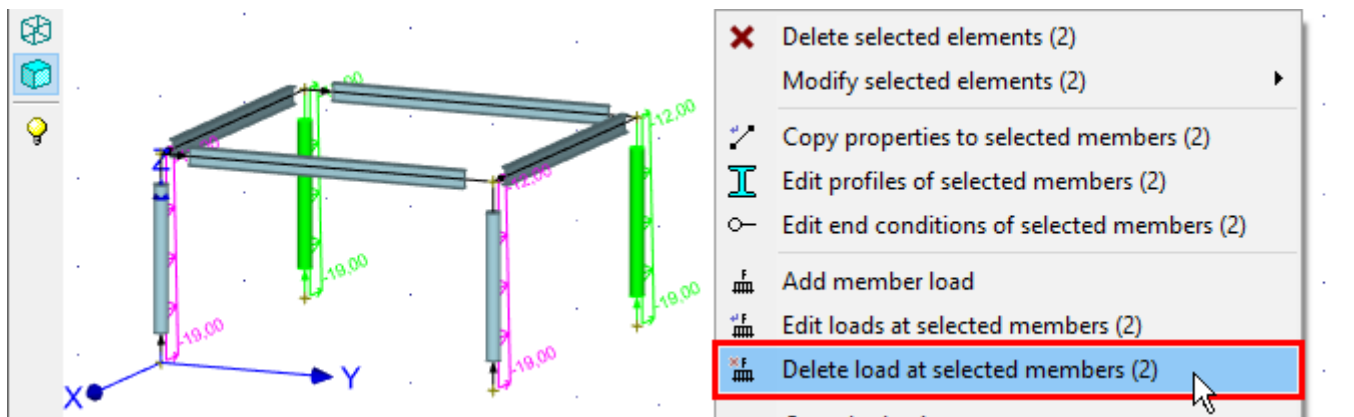 Delete selected elements (2)
Modify selected elements (2)
Copy properties to selected members (2)
Edit profiles of selected members (2)
Edit end conditions of selected members (2)
Add member load
Edit loads at selected members (2)
Delete load at selected members (2)
-12,00
-12,00
Z
-19,00
-19,00
-19,00
-19,00
X
Y